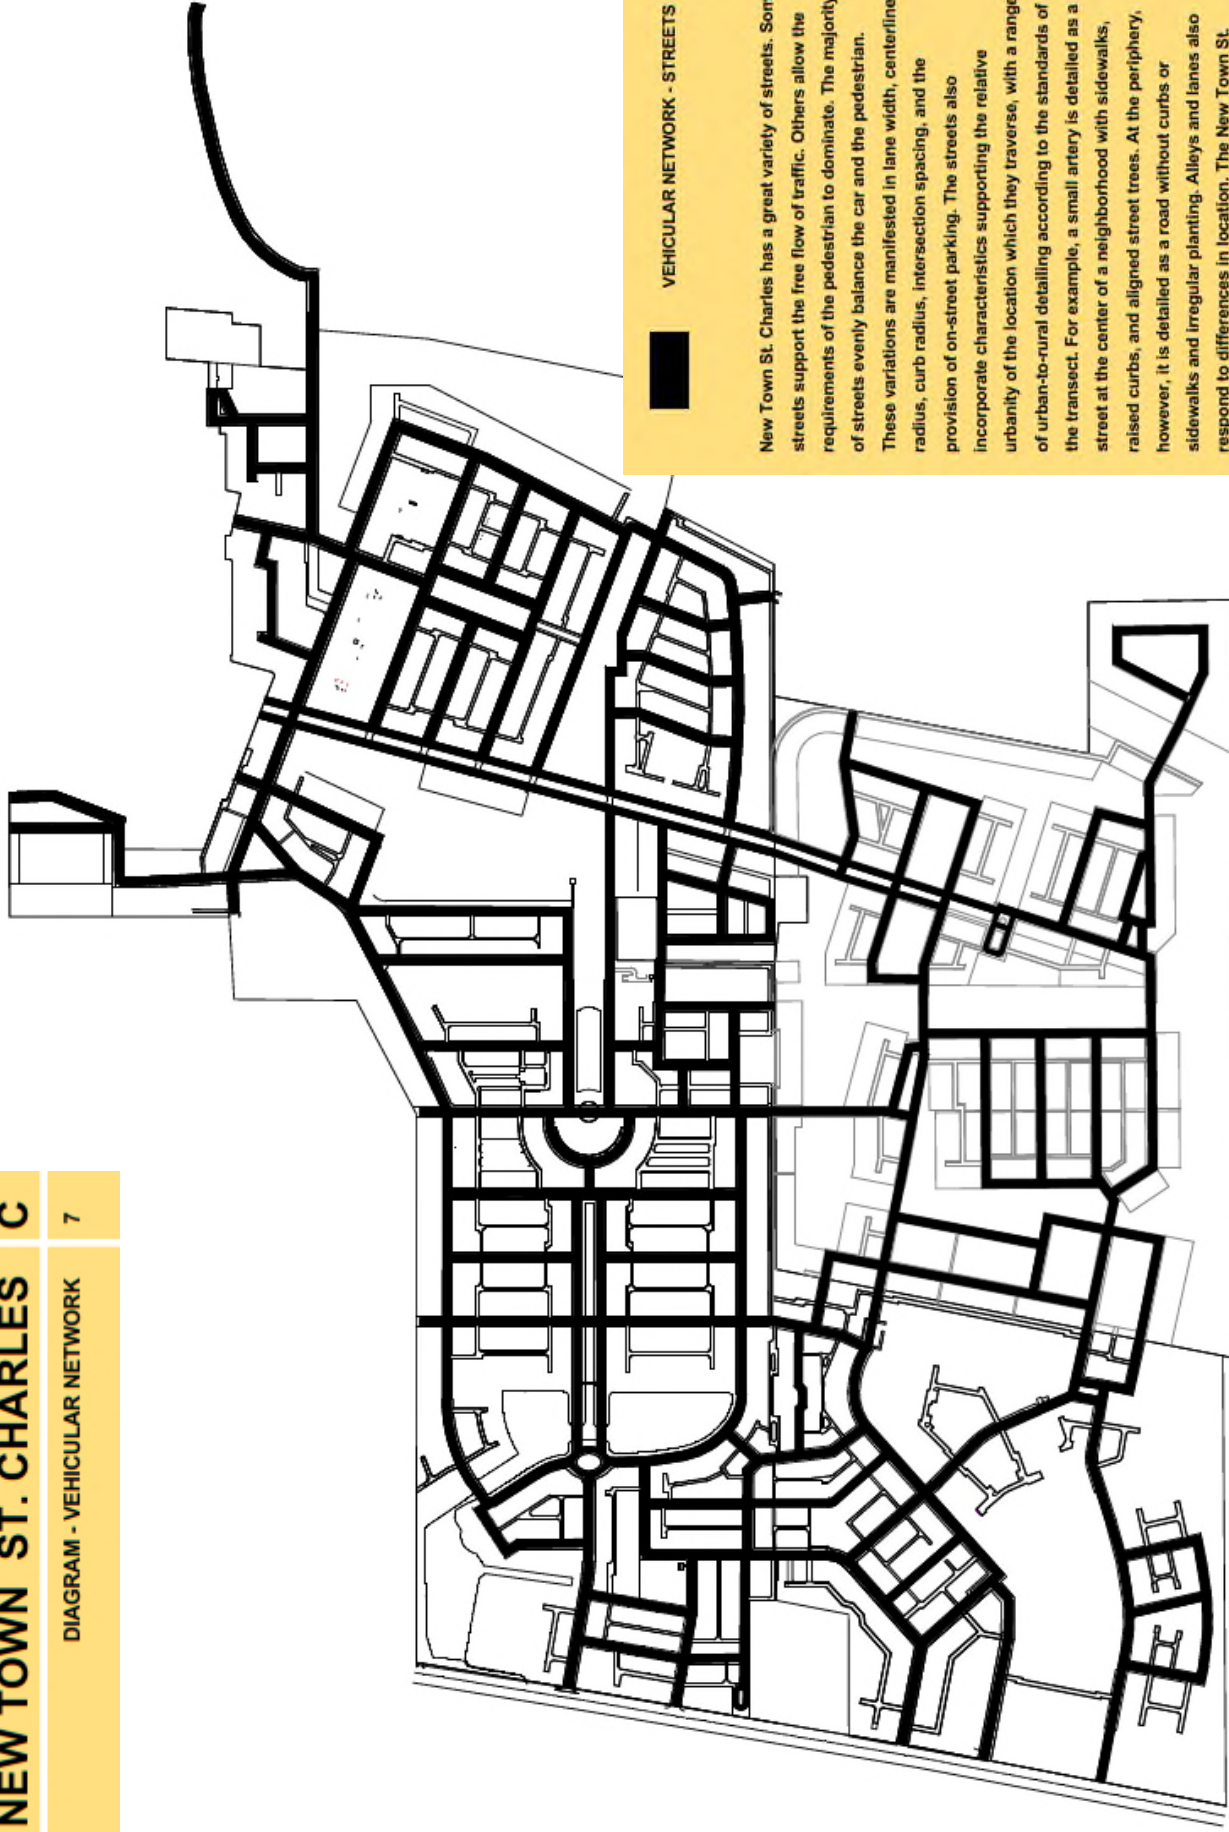 NEW TOWN ST. CHARLES C
DIAGRAM - VEHICULAR NETWORK 7
VEHICULAR NETWORK - STREETS
New Town St. Charles has a great variety of streets. Som
streets support the free flow of traffic. Others allow the
requirements of the pedestrian to dominate. The majority
of streets evenly balance the car and the pedestrian.
These variations are manifested in lane width, centerline
radius, curb radius, intersection spacing, and the
provision of on-street parking. The streets also
incorporate characteristics supporting the relative
urbanity of the location which they traverse, with a range
of urban-to-rural detailing according to the standards of
the transect. For example, a small artery is detailed as a
street at the center of a neighborhood with sidewalks,
raised curbs, and aligned street trees. At the periphery,
however, it is detailed as a road without curbs or
sidewalks and irregular planting. Alleys and lanes also
respond to differences in location. The New Town St.